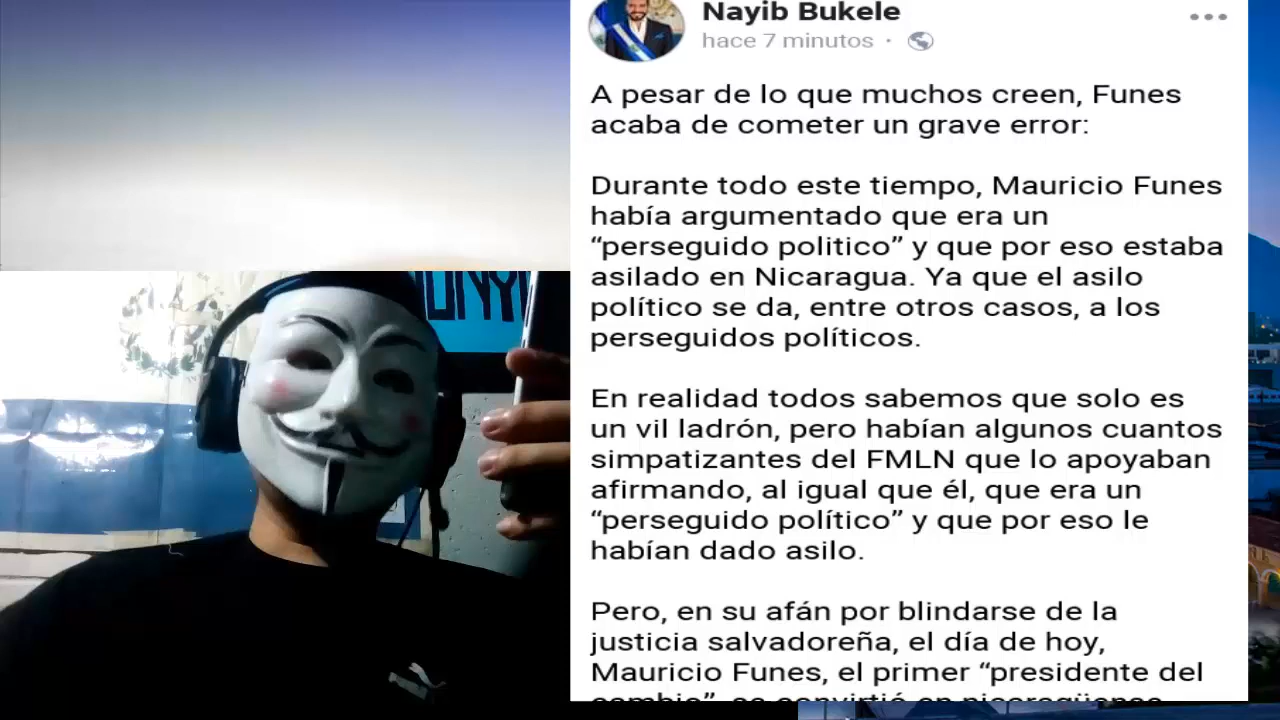 Nayib Bukele
hace 7 minutos ·
A pesar de lo que muchos creen, Funes
acaba de cometer un grave error:
Durante todo este tiempo, Mauricio Funes
había argumentado que era un
“perseguido politico” y que por eso estaba
asilado en Nicaragua. Ya que el asilo
político se da, entre otros casos, a los
perseguidos políticos.
En realidad todos sabemos que solo es
un vil ladrón, pero habían algunos cuantos
simpatizantes del FMLN que lo apoyaban
afirmando, al igual que él, que era un
“perseguido político” y que por eso le
habían dado asilo.
Pero, en su afán por blindarse de la
justicia salvadoreña, el día de hoy,
Mauricio Funes, el primer “presidente del
cambio”, se convirtió en nicaragüense